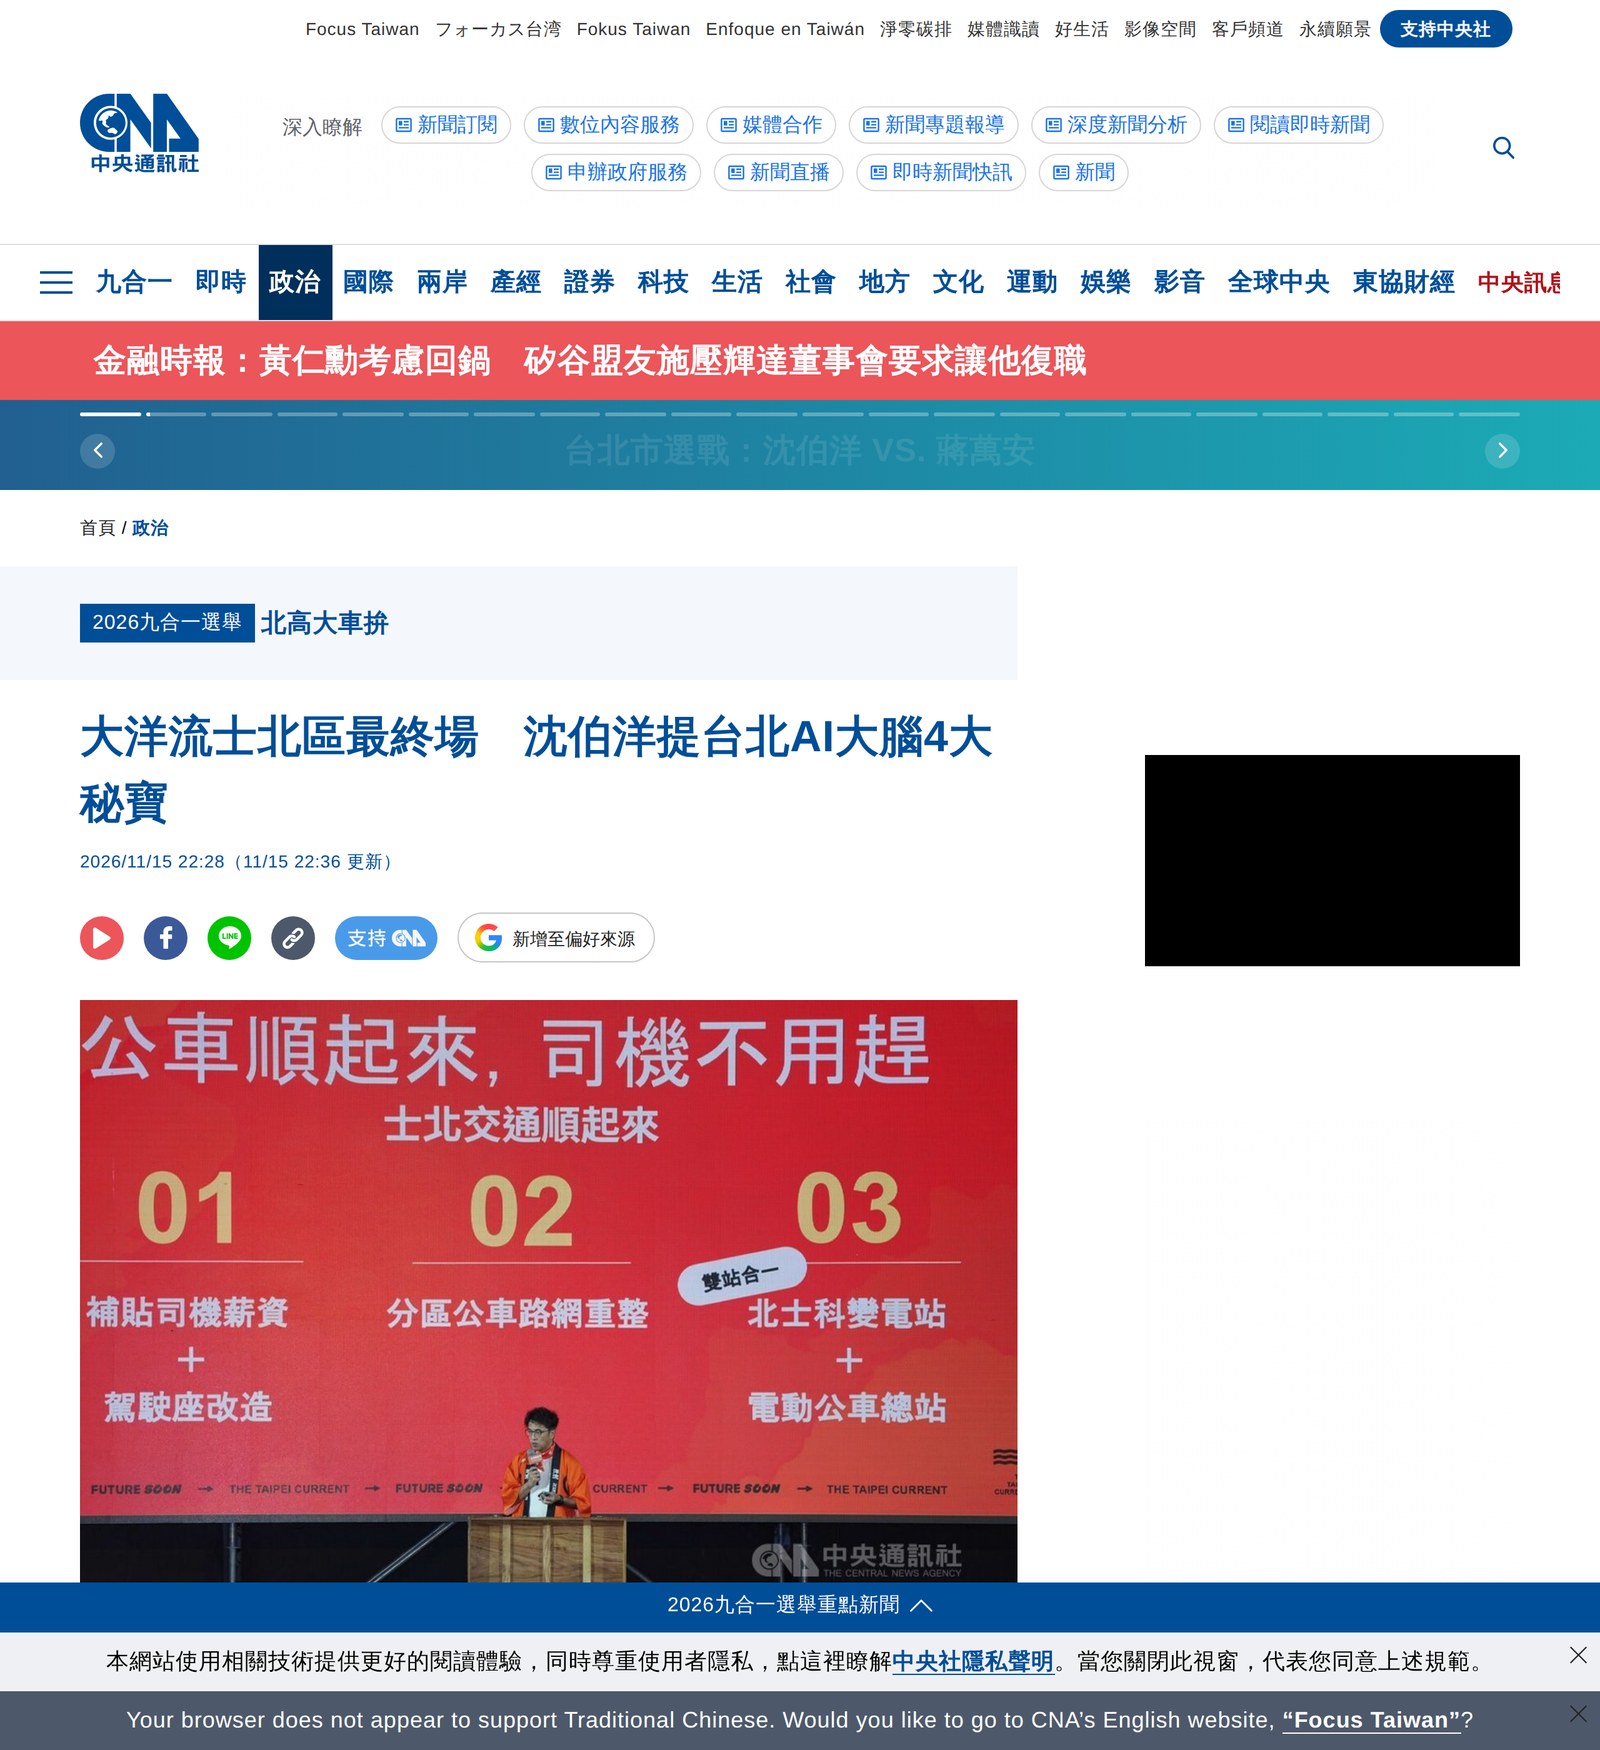 Focus Taiwan フォーカス台湾 Fokus Taiwan Enfoque en Taiwán 淨零碳排 媒體識讀 好生活 影像空間 客戶頻道 永續願景 支持中央社
CNA
中央通訊社
深入瞭解 新聞訂閱 數位內容服務 媒體合作 新聞專題報導 深度新聞分析 閱讀即時新聞
申辦政府服務 新聞直播 即時新聞快訊 新聞
九合一 即時 政治 國際 兩岸 產經 證券 科技 生活 社會 地方 文化 運動 娛樂 影音 全球中央 東協財經 中央訊息
金融時報：黃仁勳考慮回鍋　矽谷盟友施壓輝達董事會要求讓他復職
台北市選戰：沈伯洋 VS. 蔣萬安
首頁 / 政治
2026九合一選舉 北高大車拚
大洋流士北區最終場　沈伯洋提台北AI大腦4大
秘寶
2026/11/15 22:28（11/15 22:36 更新）
LINE 支持 CNA 新增至偏好來源
公車順起來, 司機不用趕
士北交通順起來
01 02 03
雙站合一
補貼司機薪資 分區公車路網重整 北士科變電站
+ +
駕駛座改造 電動公車總站
FUTURE SOON → THE TAIPEI CURRENT → FUTURE SOON CURRENT → FUTURE SOON → THE TAIPEI CURRENT
CNA 中央通訊社
THE CENTRAL NEWS AGENCY
2026九合一選舉重點新聞
本網站使用相關技術提供更好的閱讀體驗，同時尊重使用者隱私，點這裡瞭解中央社隱私聲明。當您關閉此視窗，代表您同意上述規範。
Your browser does not appear to support Traditional Chinese. Would you like to go to CNA’s English website, “Focus Taiwan”?